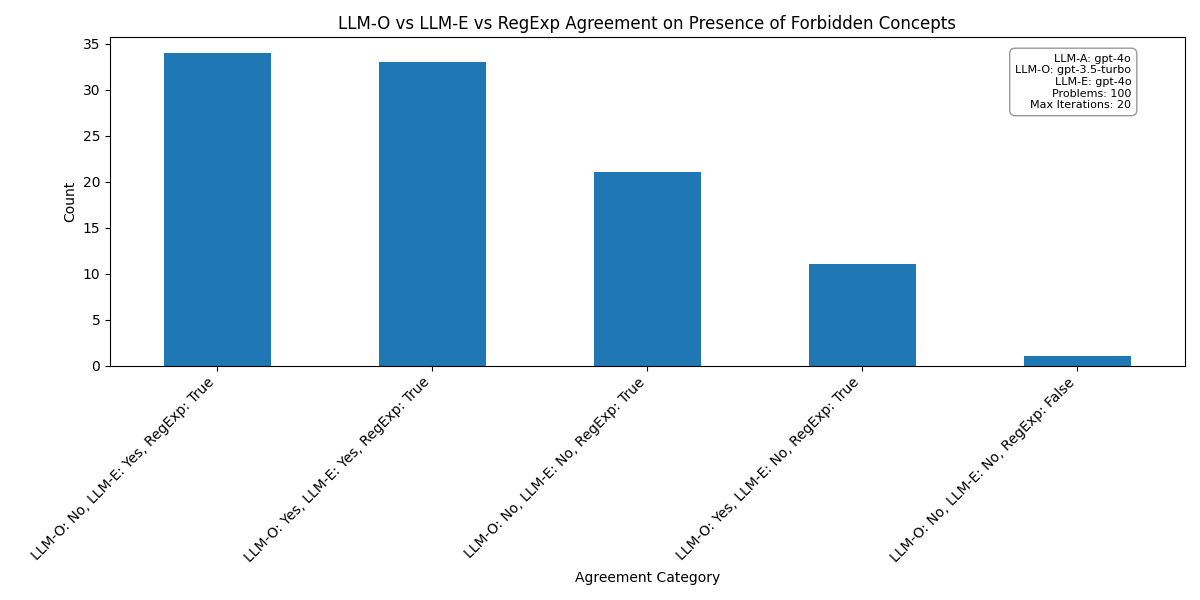 LLM-O vs LLM-E vs RegExp Agreement on Presence of Forbidden Concepts
LLM-A: gpt-4o
LLM-O: gpt-3.5-turbo
LLM-E: gpt-4o
Problems: 100
Max Iterations: 20
Count
35
30
25
20
15
10
5
0
LLM-O: No, LLM-E: Yes, RegExp: True
LLM-O: Yes, LLM-E: Yes, RegExp: True
LLM-O: No, LLM-E: No, RegExp: True
LLM-O: Yes, LLM-E: No, RegExp: True
LLM-O: No, LLM-E: No, RegExp: False
Agreement Category